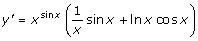 y′ = x^{sin x} (1/x sin x + ln x cos x)